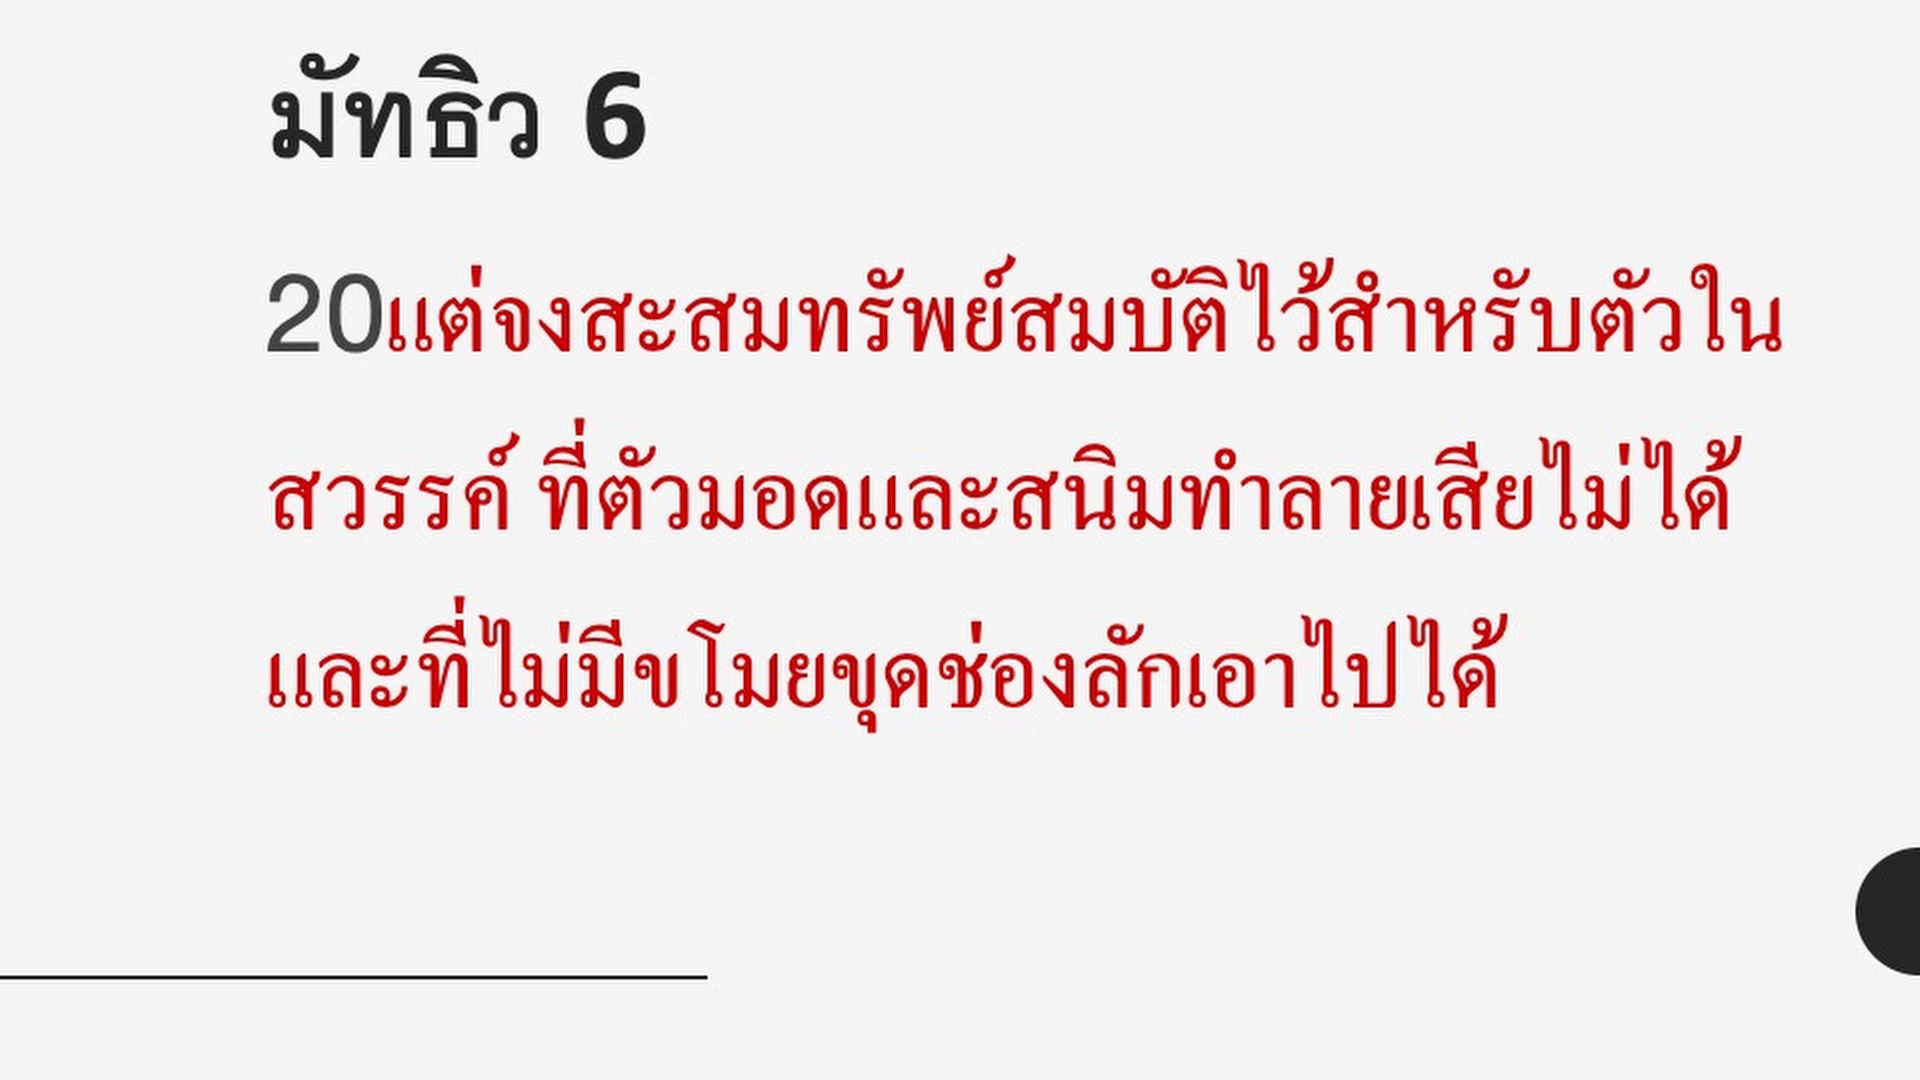 มัทธิว 6
20แต่จงสะสมทรัพย์สมบัติไว้สำหรับตัวใน
สวรรค์ ที่ตัวมอดและสนิมทำลายเสียไม่ได้
และที่ไม่มีขโมยขุดช่องลักเอาไปได้